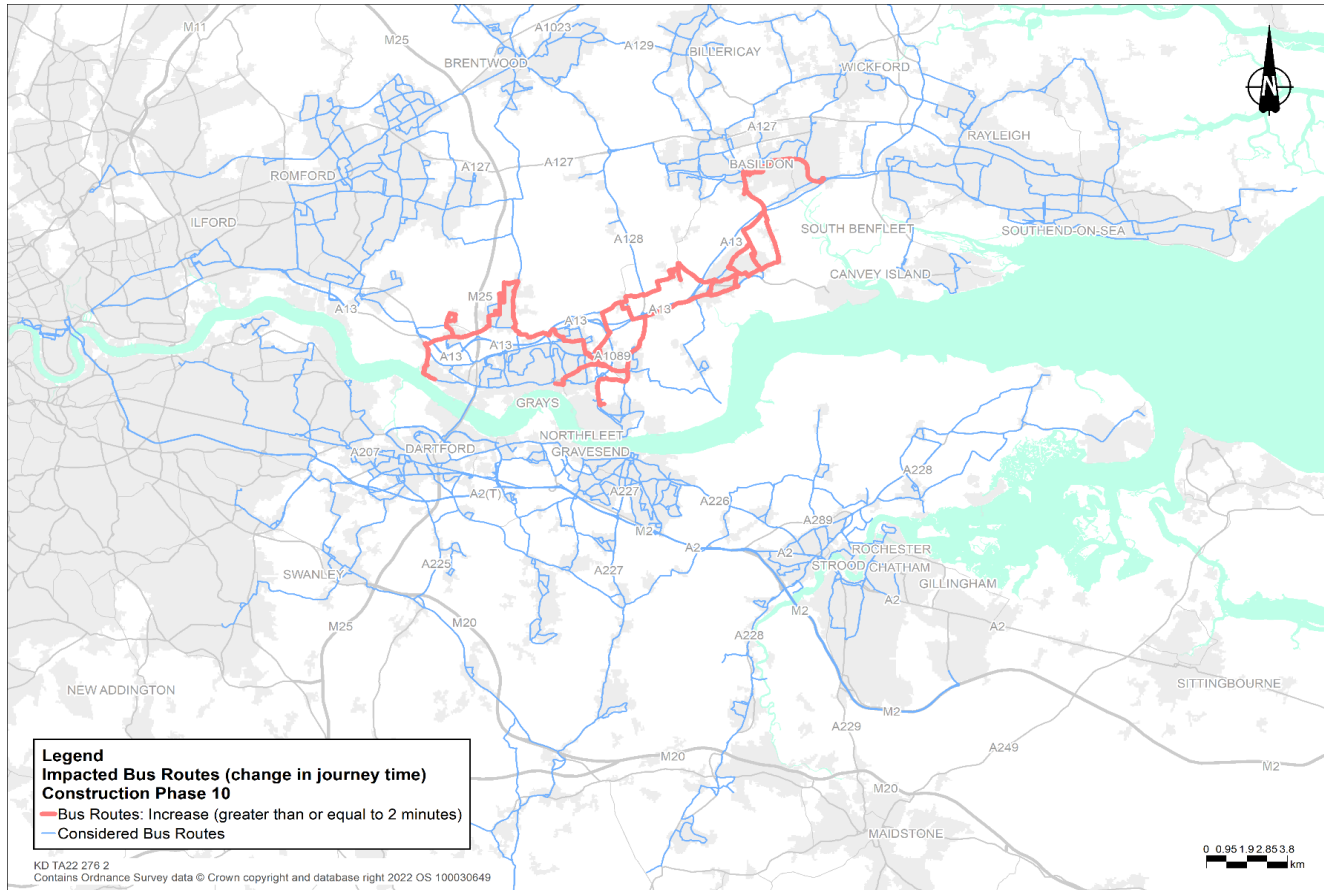 M11
A1023
M25
A129
BILLERICAY
BRENTWOOD
WICKFORD
N
A127
RAYLEIGH
A127
A127
BASILDON
ROMFORD
ILFORD
A128
A13
SOUTH BENFLEET
SOUTHEND-ON-SEA
CANVEY ISLAND
M25
A13
A13
A13
A13
A13
A1089
GRAYS
NORTHFLEET
GRAVESEND
A207
DARTFORD
A228
A2(T)
A227
A226
A289
M2
A2
A2
ROCHESTER
STROOD
CHATHAM
GILLINGHAM
A225
A227
SWANLEY
A2
M2
A2
M25
M20
A228
NEW ADDINGTON
SITTINGBOURNE
M2
A229
A249
M20
M2
M20
MAIDSTONE
Legend
Impacted Bus Routes (change in journey time)
Construction Phase 10
Bus Routes: Increase (greater than or equal to 2 minutes)
Considered Bus Routes
0 0.95 1.9 2.85 3.8
km
KD TA22 276 2
Contains Ordnance Survey data © Crown copyright and database right 2022 OS 100030649